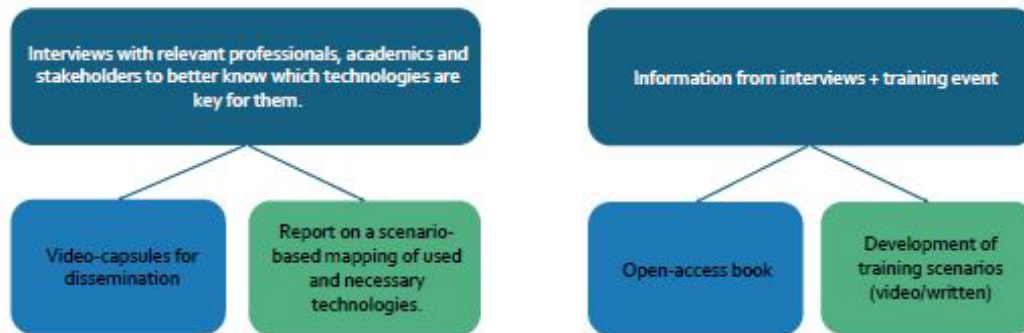 Interviews with relevant professionals, academics and
stakeholders to better know which technologies are
key for them.
Information from interviews + training event
Video-capsules for
dissemination
Report on a scenario-
based mapping of used
and necessary
technologies.
Open-access book
Development of
training scenarios
(video/written)